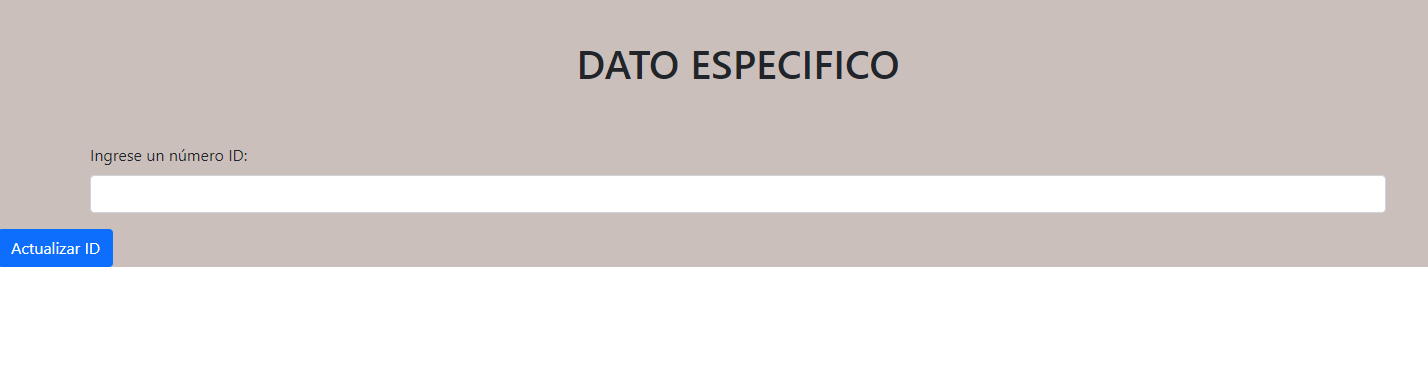 DATO ESPECIFICO
Ingrese un número ID:
Actualizar ID